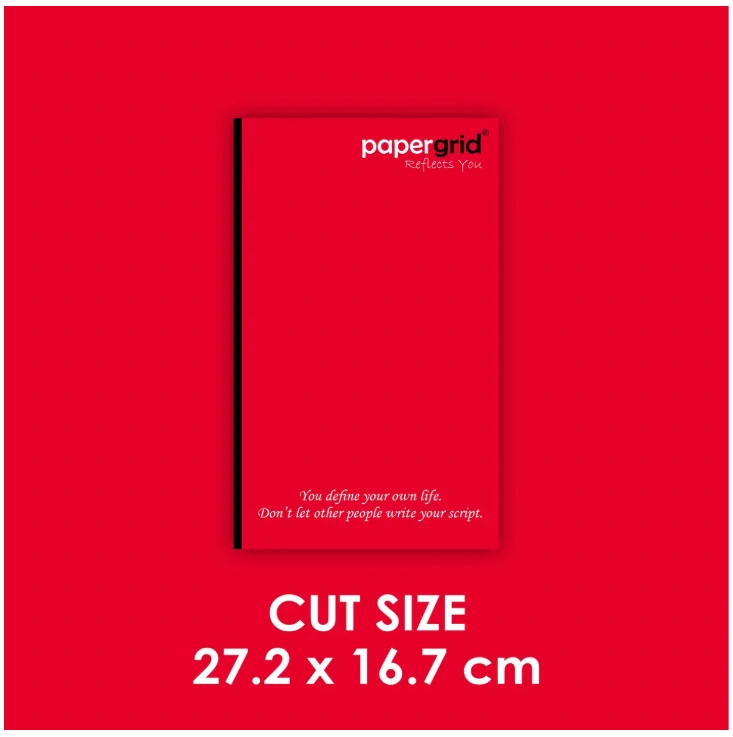 papergrid®
Reflects You
You define your own life.
Don't let other people write your script.
CUT SIZE
27.2 x 16.7 cm